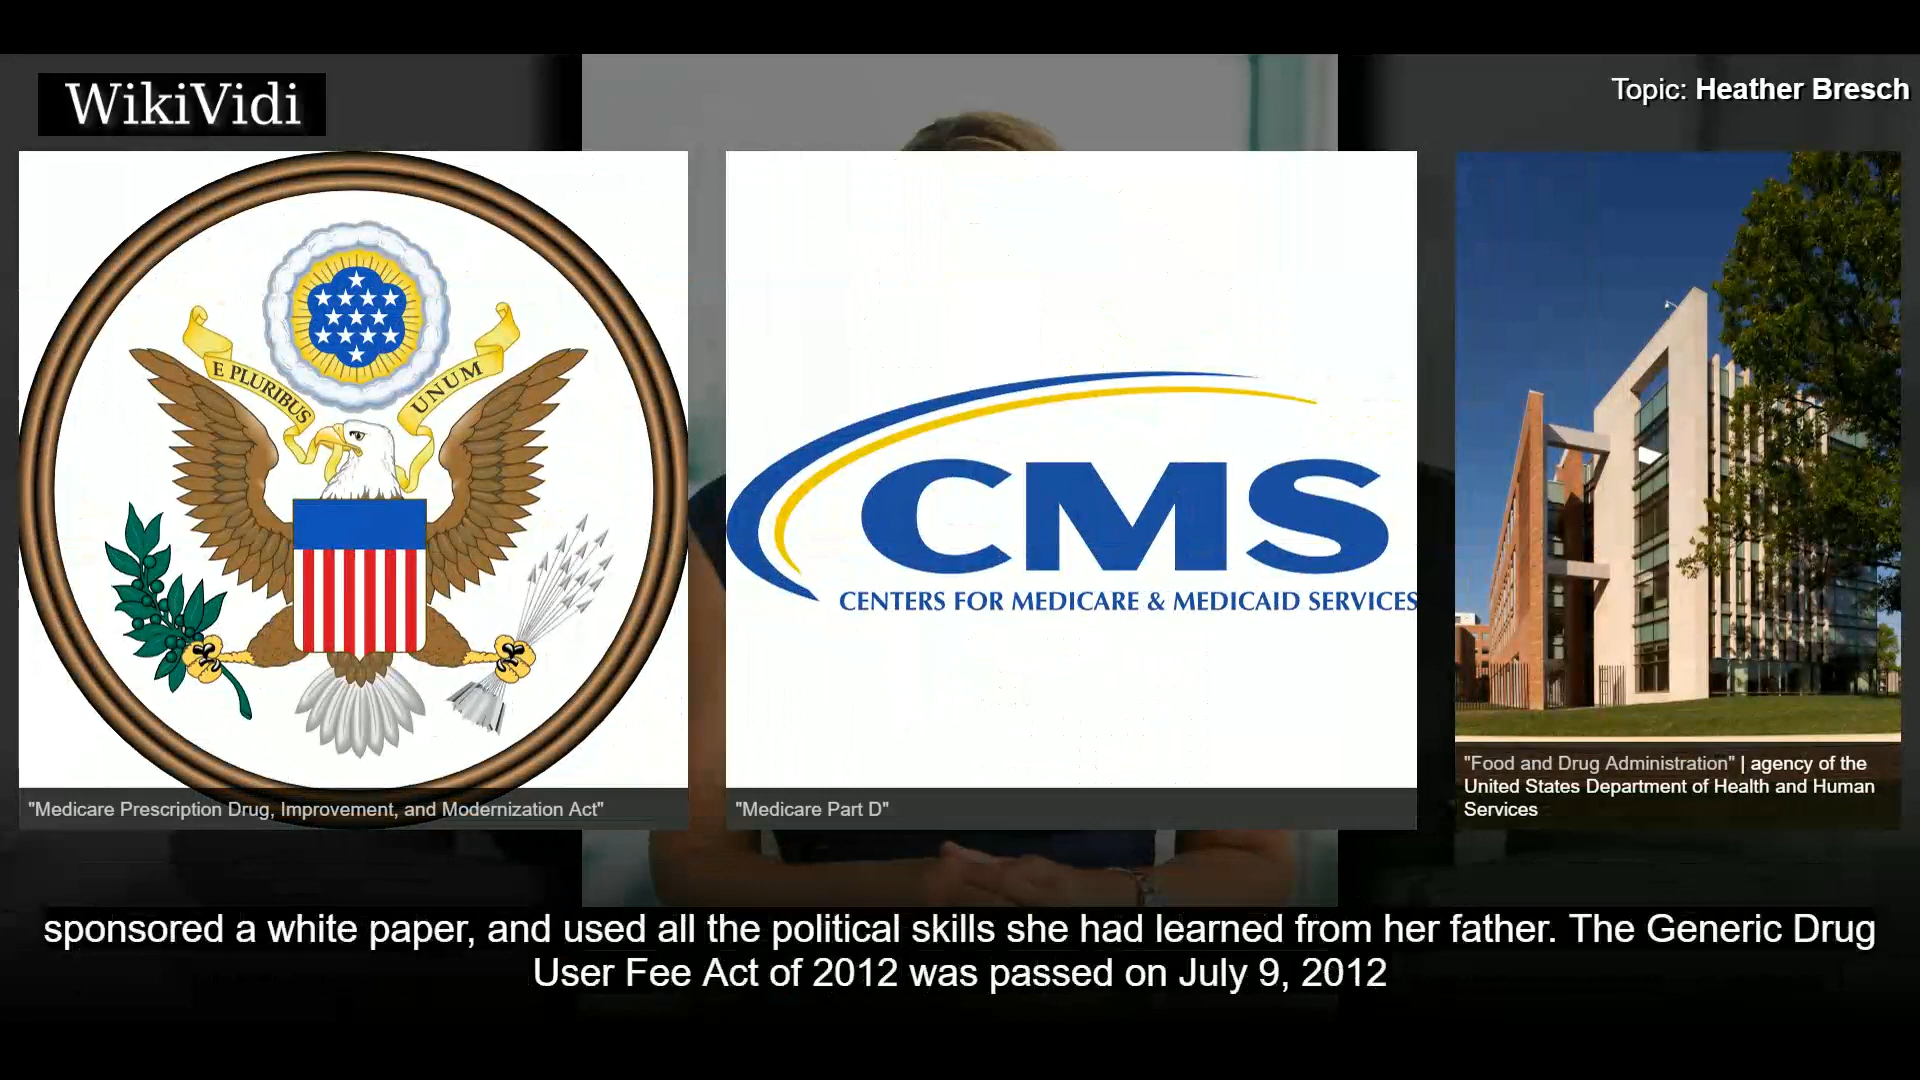 WikiVidi
Topic: Heather Bresch
E PLURIBUS UNUM
CMS
CENTERS FOR MEDICARE & MEDICAID SERVICES
"Medicare Prescription Drug, Improvement, and Modernization Act"
"Medicare Part D"
"Food and Drug Administration" | agency of the
United States Department of Health and Human
Services
sponsored a white paper, and used all the political skills she had learned from her father. The Generic Drug
User Fee Act of 2012 was passed on July 9, 2012